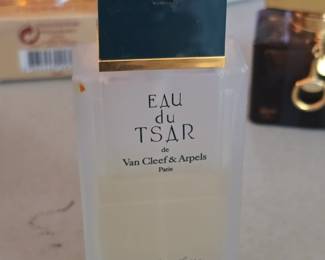 EAU
du
TSAR
de
Van Cleef & Arpels
Paris